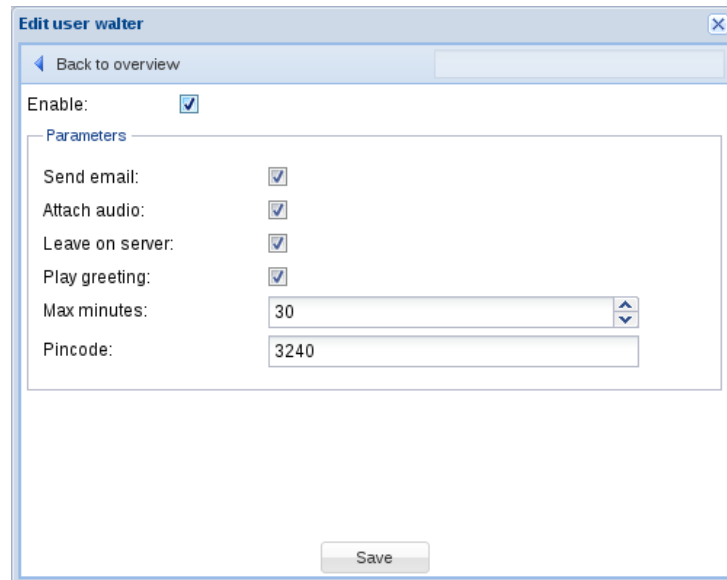 Edit user walter
Back to overview
Enable:
Parameters
Send email:
Attach audio:
Leave on server:
Play greeting:
Max minutes: 30
Pincode: 3240
Save